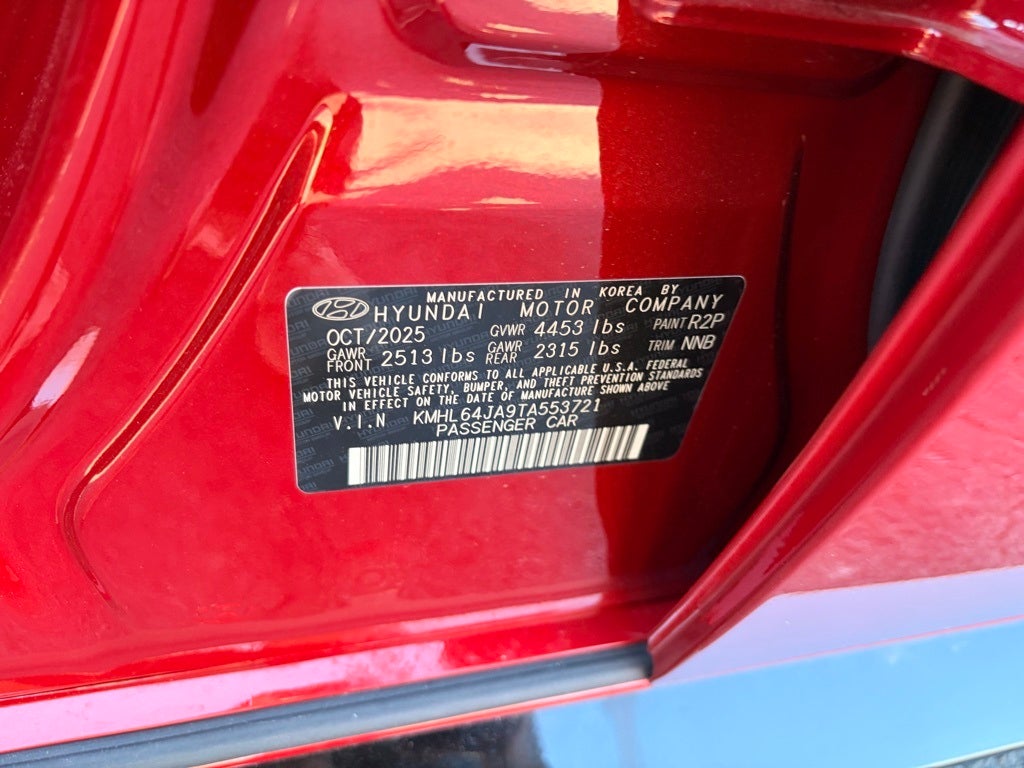 MANUFACTURED IN KOREA BY
HYUNDAI MOTOR COMPANY
OCT/2025 GVWR 4453 lbs PAINT R2P
GAWR FRONT 2513 lbs GAWR REAR 2315 lbs TRIM NNB
THIS VEHICLE CONFORMS TO ALL APPLICABLE U.S.A. FEDERAL
MOTOR VEHICLE SAFETY, BUMPER, AND THEFT PREVENTION STANDARDS
IN EFFECT ON THE DATE OF MANUFACTURE SHOWN ABOVE
V.I.N KMHL64JA9TA553721
PASSENGER CAR